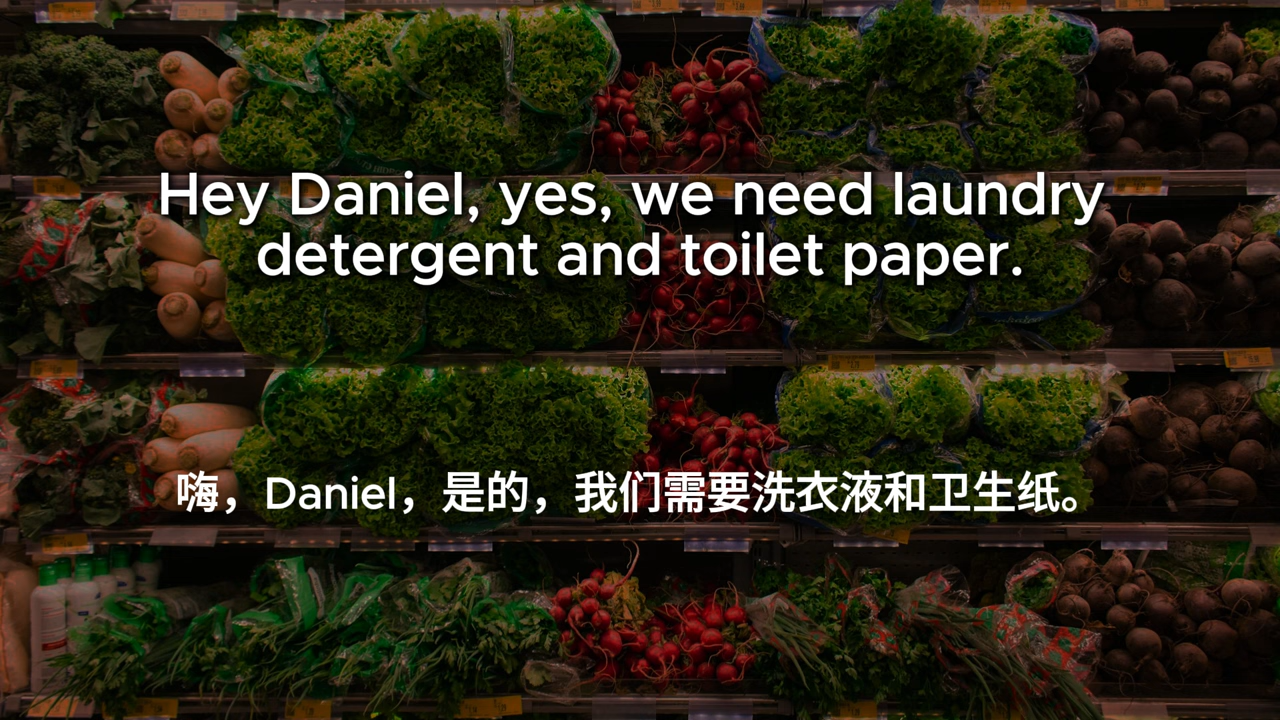 Hey Daniel, yes, we need laundry
detergent and toilet paper.
嗨，Daniel，是的，我们需要洗衣液和卫生纸。